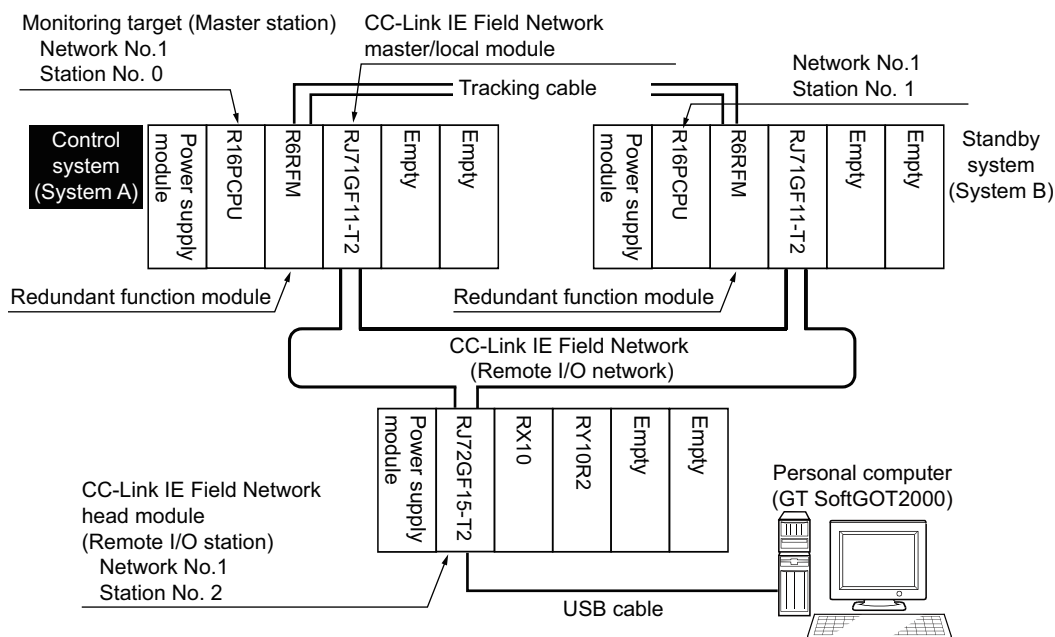 Monitoring target (Master station)
Network No.1
Station No. 0
CC-Link IE Field Network
master/local module
Network No.1
Station No. 1
Tracking cable
Control
system
(System A)
Power supply
module
R16PCPU
R6RFM
RJ71GF11-T2
Empty
Empty
Power supply
module
R16PCPU
R6RFM
RJ71GF11-T2
Empty
Empty
Standby
system
(System B)
Redundant function module
Redundant function module
CC-Link IE Field Network
(Remote I/O network)
Power supply
module
RJ72GF15-T2
RX10
RY10R2
Empty
Empty
CC-Link IE Field Network
head module
(Remote I/O station)
Network No.1
Station No. 2
Personal computer
(GT SoftGOT2000)
USB cable